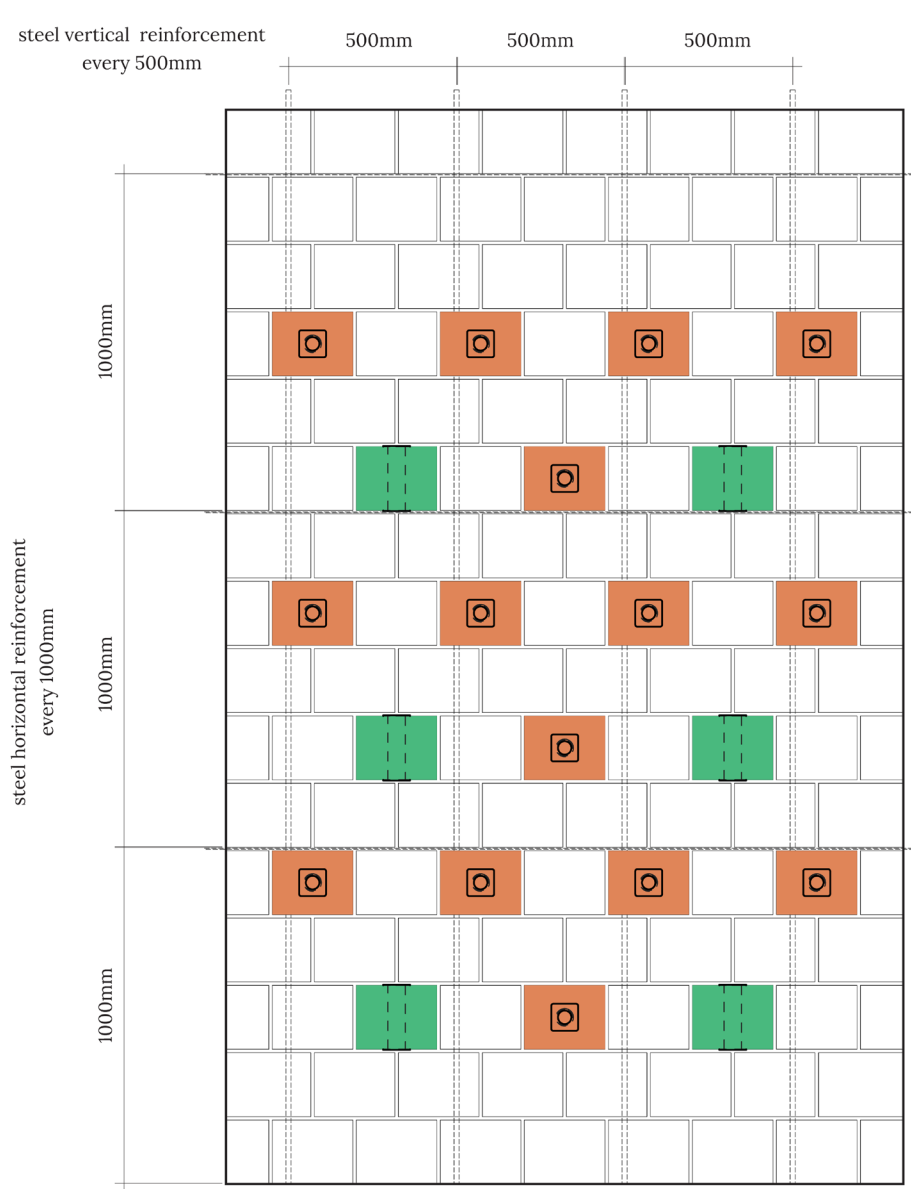 steel vertical reinforcement
every 500mm
500mm
500mm
500mm
steel horizontal reinforcement
every 1000mm
1000mm
1000mm
1000mm